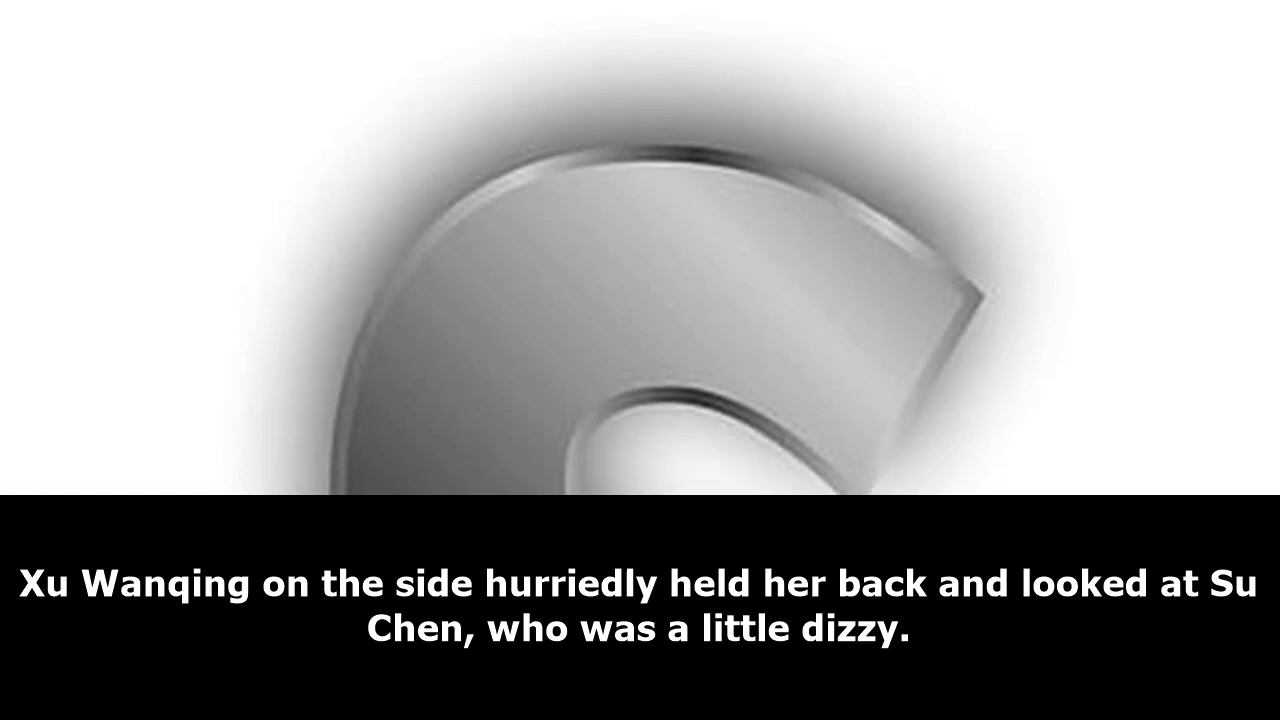 Xu Wanqing on the side hurriedly held her back and looked at Su
Chen, who was a little dizzy.